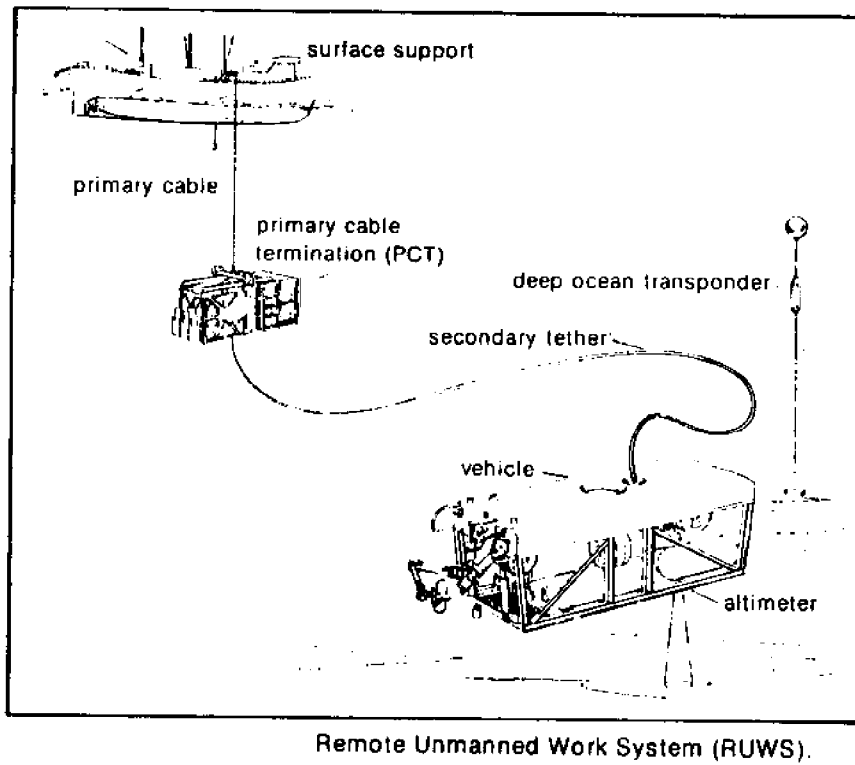 surface support
primary cable
primary cable
termination (PCT)
deep ocean transponder
secondary tether
vehicle
altimeter
Remote Unmanned Work System (RUWS).